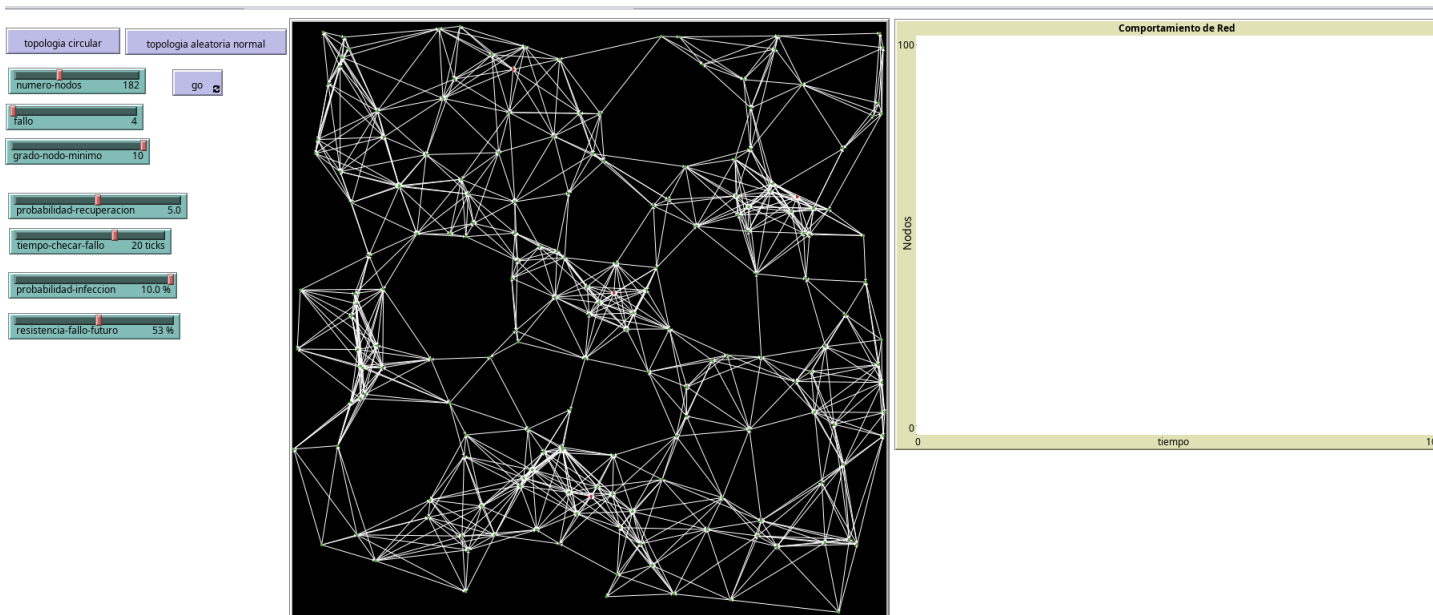 topologia circular
topologia aleatoria normal
numero-nodos 182
go
fallo 4
grado-nodo-minimo 10
probabilidad-recuperacion 5.0
tiempo-checar-fallo 20 ticks
probabilidad-infeccion 10.0 %
resistencia-fallo-futuro 53 %
Comportamiento de Red
100
Nodos
0
0
tiempo